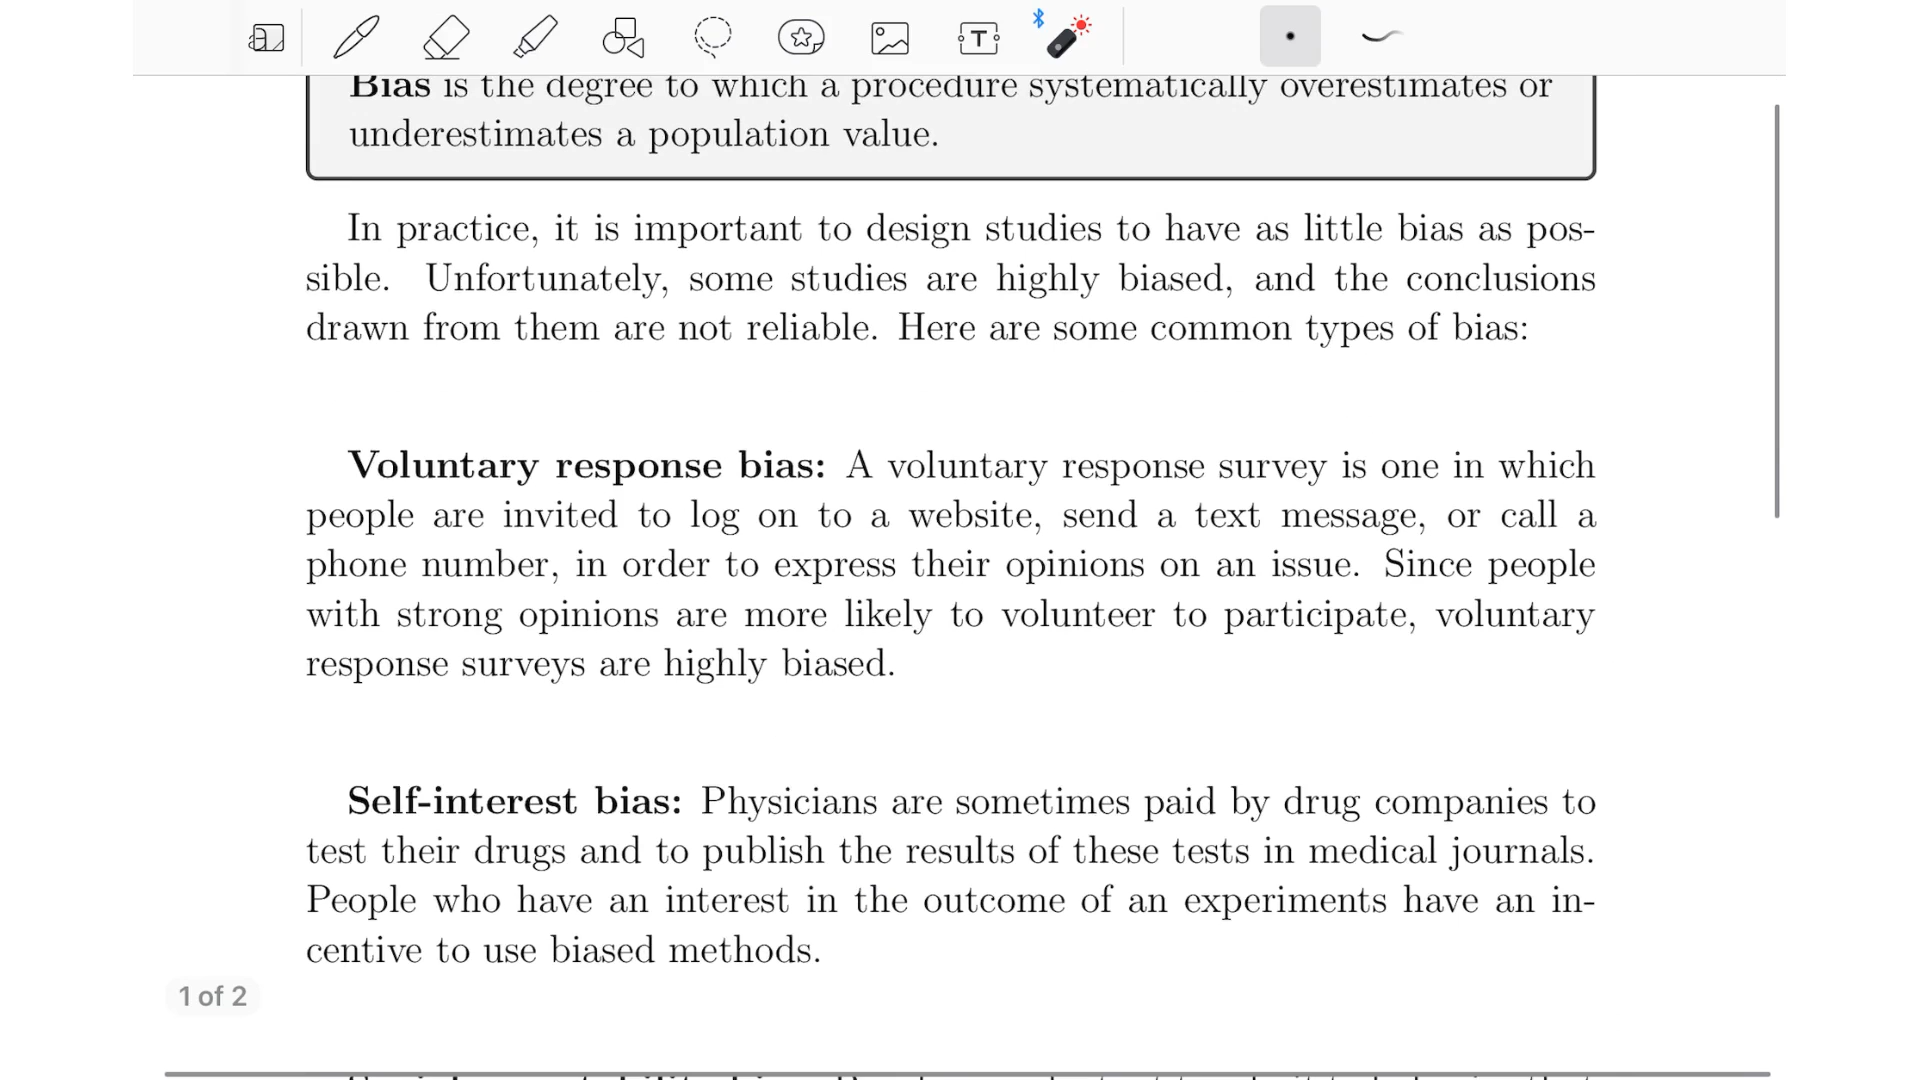 T
Bias is the degree to which a procedure systematically overestimates or
underestimates a population value.
In practice, it is important to design studies to have as little bias as pos-
sible. Unfortunately, some studies are highly biased, and the conclusions
drawn from them are not reliable. Here are some common types of bias:
Voluntary response bias: A voluntary response survey is one in which
people are invited to log on to a website, send a text message, or call a
phone number, in order to express their opinions on an issue. Since people
with strong opinions are more likely to volunteer to participate, voluntary
response surveys are highly biased.
Self-interest bias: Physicians are sometimes paid by drug companies to
test their drugs and to publish the results of these tests in medical journals.
People who have an interest in the outcome of an experiments have an in-
centive to use biased methods.
1 of 2